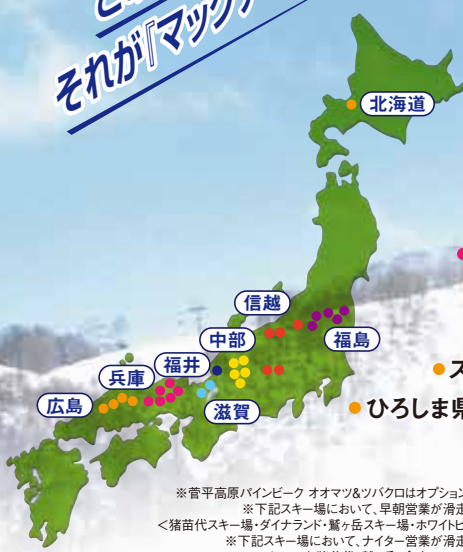 それが『マック
北海道
信越
中部
福島
福井
兵庫
滋賀
広島
ス
ひろしま県
※菅平高原パインビーク オオマツ&ツバクロはオプション
※下記スキー場において、早朝営業が滑走
<猪苗代スキー場・ダイナランド・鷲ヶ岳スキー場・ホワイトピ
※下記スキー場において、ナイター営業が滑走